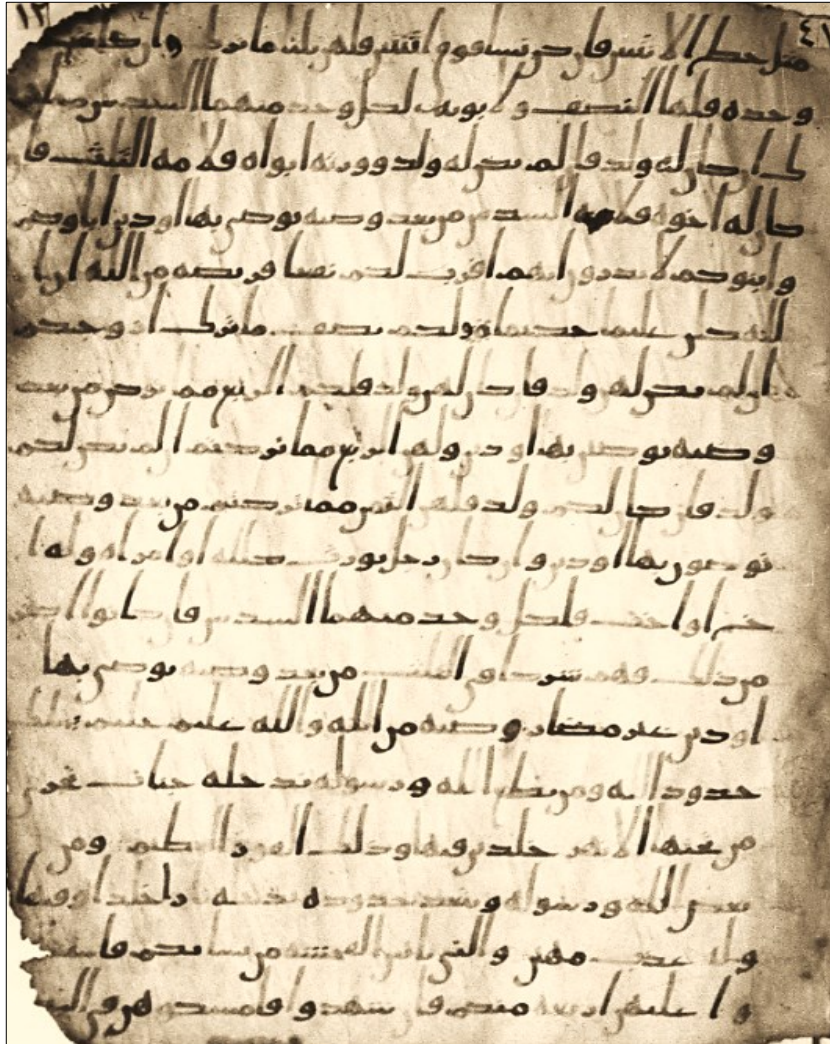 مثل حظ الانثيين فان كن نسا فوق اثنتين فلهن ثلثا ما ترك وان كانت
وحده فلها النصف ولابويه لكل وحد منهما السدس مما تر
ك ان كان له ولد فان لم يكن له ولد وورثه ابواه فلامه الثلث فا
ن كان له اخوه فلامه السدس من بعد وصيه يوصي بها او دين اباوكم
وابنوكم لا تدرون ايهم اقرب لكم نفعا فريضه من الله ان ا
لله كان عليما حكيما ولكم نصف ما ترك ازوجكم
ان لم يكن لهن ولد فان كان لهن ولد فلكم الربع مما تركن من بعد
وصيه يوصين بها او دين ولهن الربع مما تركتم ان لم يكن لكم
ولد فان كان لكم ولد فلهن الثمن مما تركتم من بعد وصيه
توصون بها او دين وان كان رجل يورث كلله او امراه وله ا
خ او اخت فلكل وحد منهما السدس فان كانوا اكثر
من ذلك فهم شركا في الثلث من بعد وصيه يوصي بها
او دين غير مضار وصيه من الله والله عليم حليم تلك
حدود الله ومن يطع الله ورسوله يدخله جنات تجري
من تحتها الانهر خلدين فيها وذلك الفوز العظيم ومن
يعص الله ورسوله ويتعد حدوده يدخله نارا خلدا فيها
وله عذب مهين والتي ياتين الفحشه من نسايكم فاستشهد
وا عليهن اربعه منكم فان شهدوا فامسكوهن في